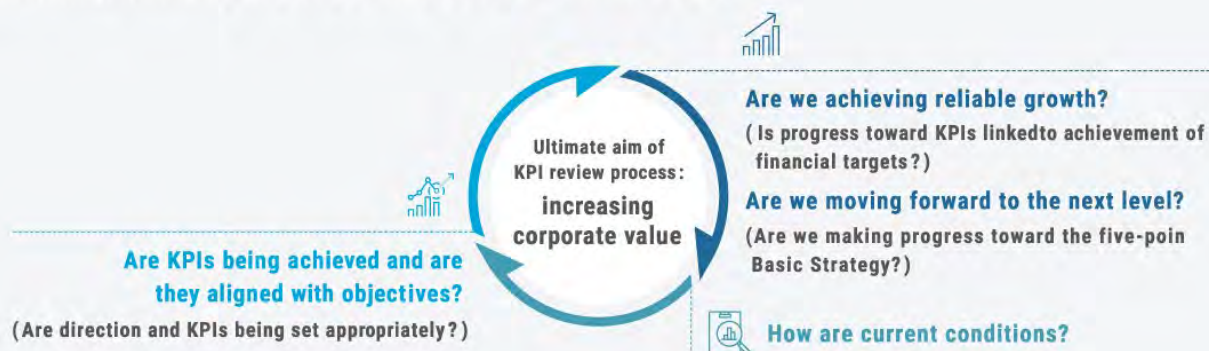 Are we achieving reliable growth?
( Is progress toward KPIs linkedto achievement of
financial targets?)
Are we moving forward to the next level?
(Are we making progress toward the five-poin
Basic Strategy?)
Ultimate aim of
KPI review process:
increasing
corporate value
Are KPIs being achieved and are
they aligned with objectives?
(Are direction and KPIs being set appropriately?)
How are current conditions?